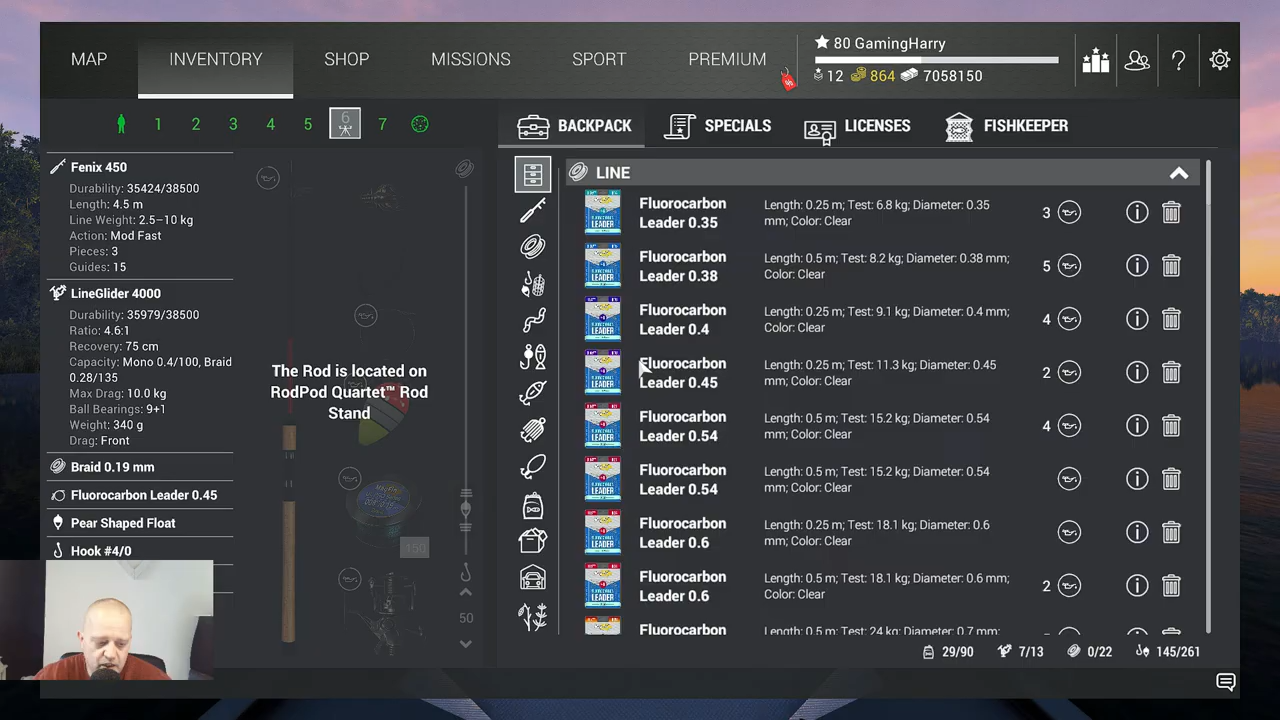 MAP INVENTORY SHOP MISSIONS SPORT PREMIUM
80 GamingHarry
12 864 7058150
1 2 3 4 5 6 7
BACKPACK SPECIALS LICENSES FISHKEEPER
Fenix 450
Durability: 35424/38500
Length: 4.5 m
Line Weight: 2.5–10 kg
Action: Mod Fast
Pieces: 3
Guides: 15
LineGlider 4000
Durability: 35979/38500
Ratio: 4.6:1
Recovery: 75 cm
Capacity: Mono 0.4/100, Braid
0.28/135
Max Drag: 10.0 kg
Ball Bearings: 9+1
Weight: 340 g
Drag: Front
Braid 0.19 mm
Fluorocarbon Leader 0.45
Pear Shaped Float
Hook #4/0
The Rod is located on
RodPod Quartet™ Rod
Stand
150
50
LINE
Fluorocarbon
Leader 0.35
Length: 0.25 m; Test: 6.8 kg; Diameter: 0.35
mm; Color: Clear
3
Fluorocarbon
Leader 0.38
Length: 0.5 m; Test: 8.2 kg; Diameter: 0.38 mm;
Color: Clear
5
Fluorocarbon
Leader 0.4
Length: 0.25 m; Test: 9.1 kg; Diameter: 0.4 mm;
Color: Clear
4
Fluorocarbon
Leader 0.45
Length: 0.25 m; Test: 11.3 kg; Diameter: 0.45
mm; Color: Clear
2
Fluorocarbon
Leader 0.54
Length: 0.5 m; Test: 15.2 kg; Diameter: 0.54
mm; Color: Clear
4
Fluorocarbon
Leader 0.54
Length: 0.5 m; Test: 15.2 kg; Diameter: 0.54
mm; Color: Clear
Fluorocarbon
Leader 0.6
Length: 0.25 m; Test: 18.1 kg; Diameter: 0.6
mm; Color: Clear
Fluorocarbon
Leader 0.6
Length: 0.5 m; Test: 18.1 kg; Diameter: 0.6 mm;
Color: Clear
2
Fluorocarbon
Length: 0.5 m; Test: 24 kg; Diameter: 0.7 mm;
29/90 7/13 0/22 145/261